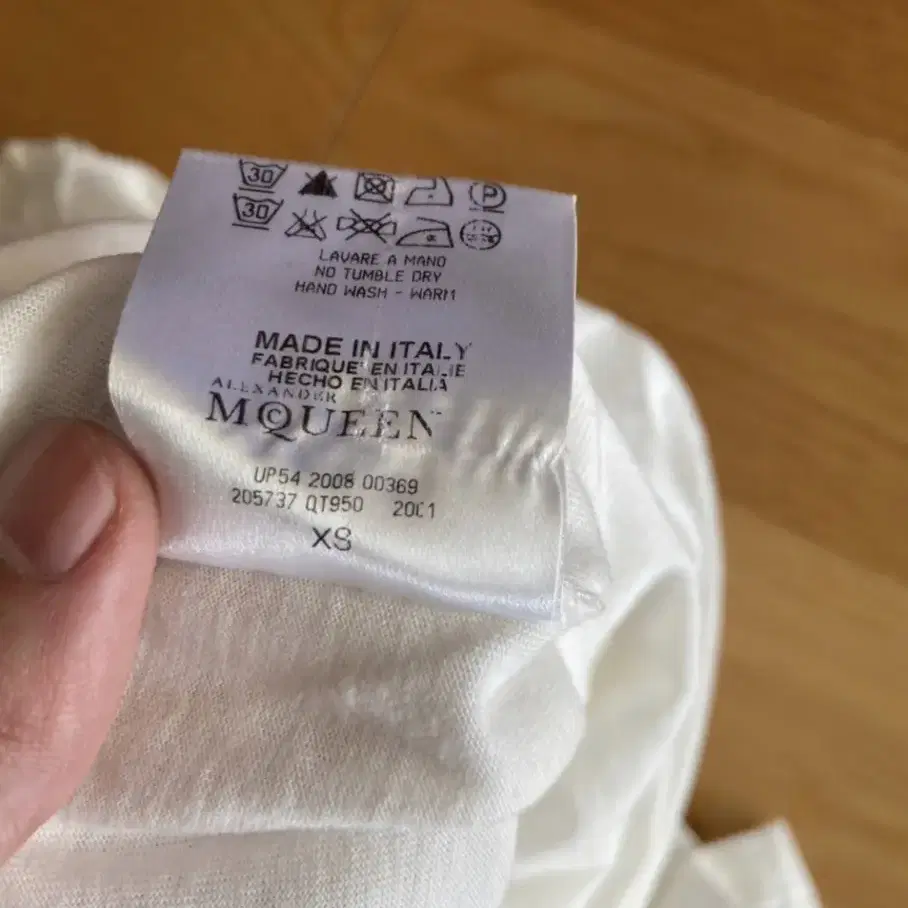 30 P
30
LAVARE A MANO
NO TUMBLE DRY
HAND WASH - WARM
MADE IN ITALY
FABRIQUE' EN ITALIE
HECHO EN ITALIA
ALEXANDER
MCQUEEN
UP54 2008 00369
205737 QT950 2001
XS